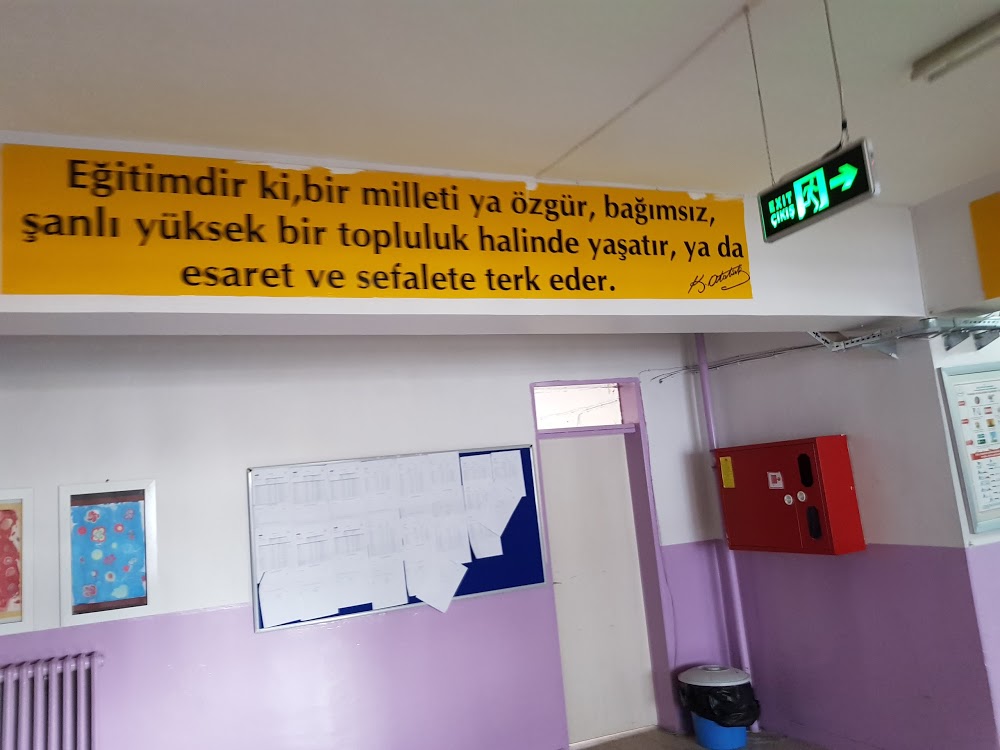 Eğitimdir ki,bir milleti ya özgür, bağımsız,
şanlı yüksek bir topluluk halinde yaşatır, ya da
esaret ve sefalete terk eder.
K. Atatürk
EXIT
ÇIKIŞ